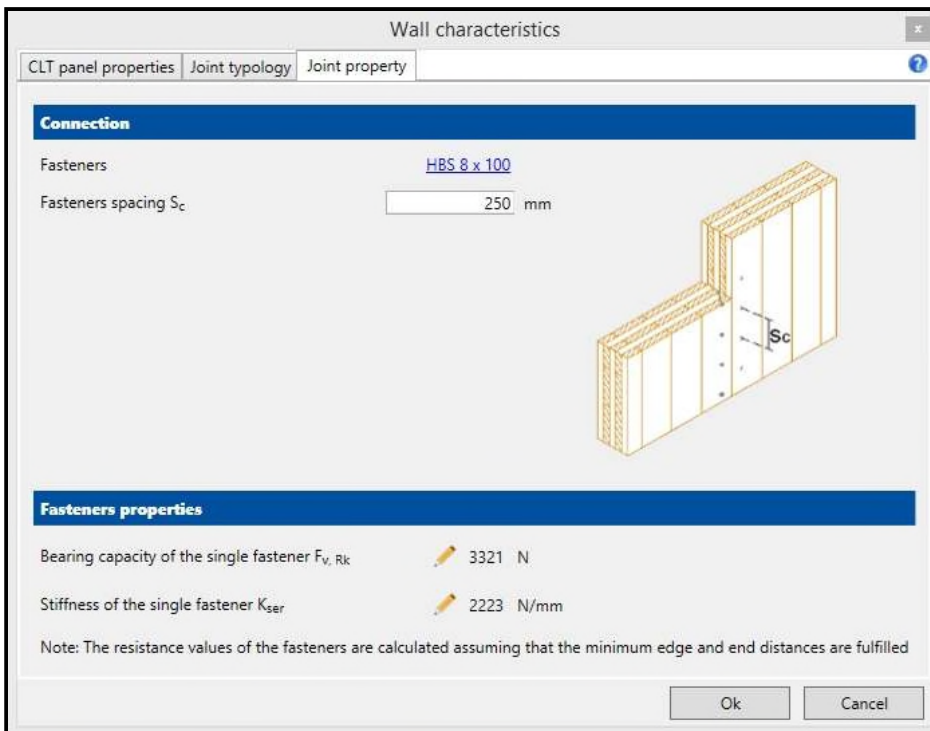 Wall characteristics
x
CLT panel properties Joint typology Joint property ?
Connection
Fasteners HBS 8 x 100
Fasteners spacing Sc 250 mm
Sc
Fasteners properties
Bearing capacity of the single fastener Fv, Rk 3321 N
Stiffness of the single fastener Kser 2223 N/mm
Note: The resistance values of the fasteners are calculated assuming that the minimum edge and end distances are fulfilled
Ok Cancel